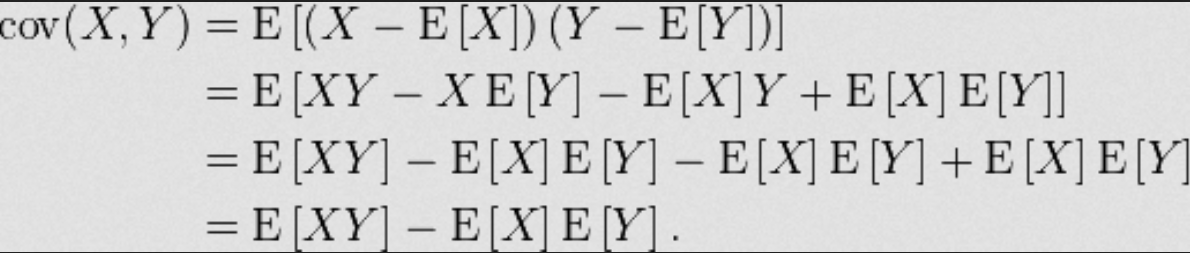 cov(X, Y) = E [(X − E [X]) (Y − E [Y])]
= E [XY − X E [Y] − E [X] Y + E [X] E [Y]]
= E [XY] − E [X] E [Y] − E [X] E [Y] + E [X] E [Y]
= E [XY] − E [X] E [Y] .